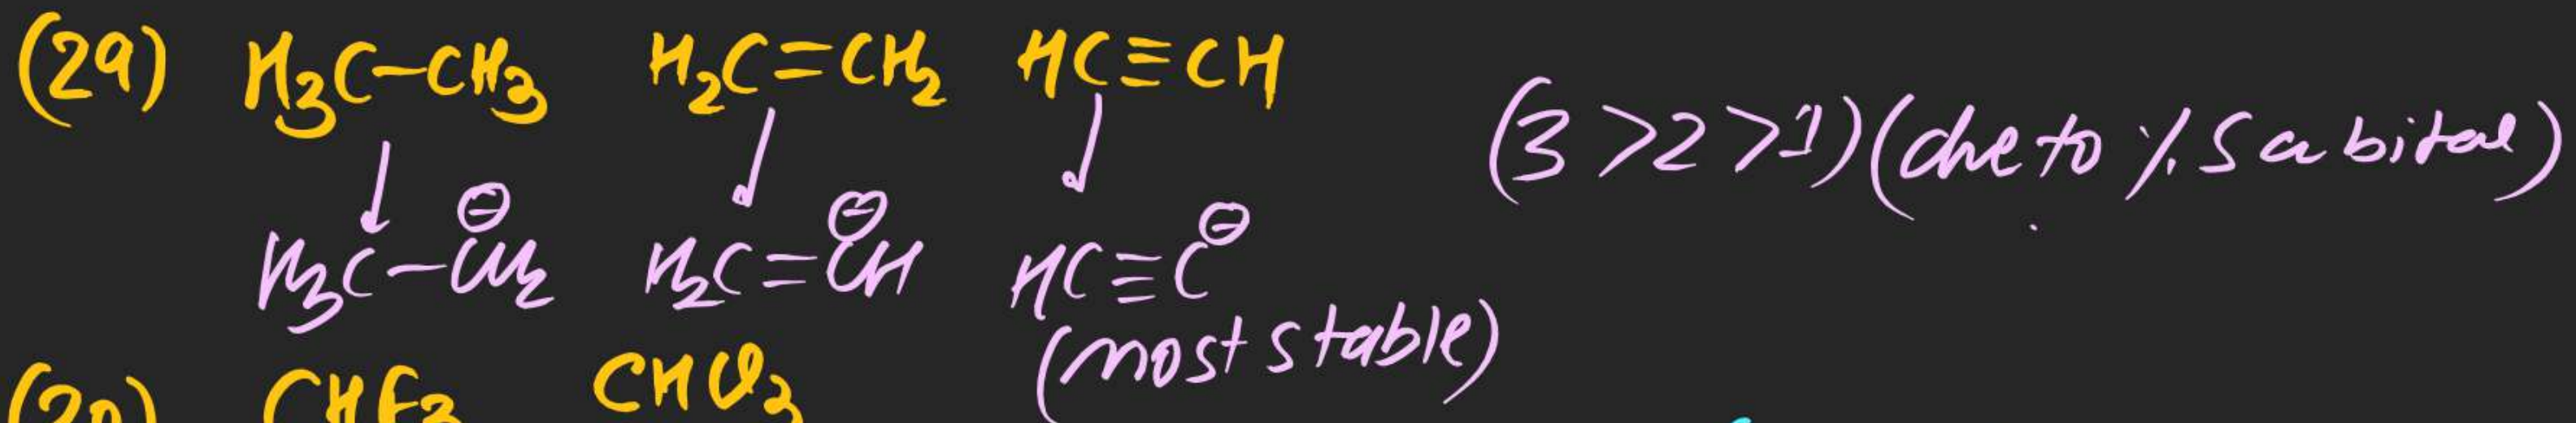 (29) H₃C-CH₃ H₂C=CH₂ HC≡CH
(3>2>1) (due to % S orbital)
H₃C-CH₂⊖ H₂C=CH⊖ HC≡C⊖
(most stable)
CHF₃ CHCl₃